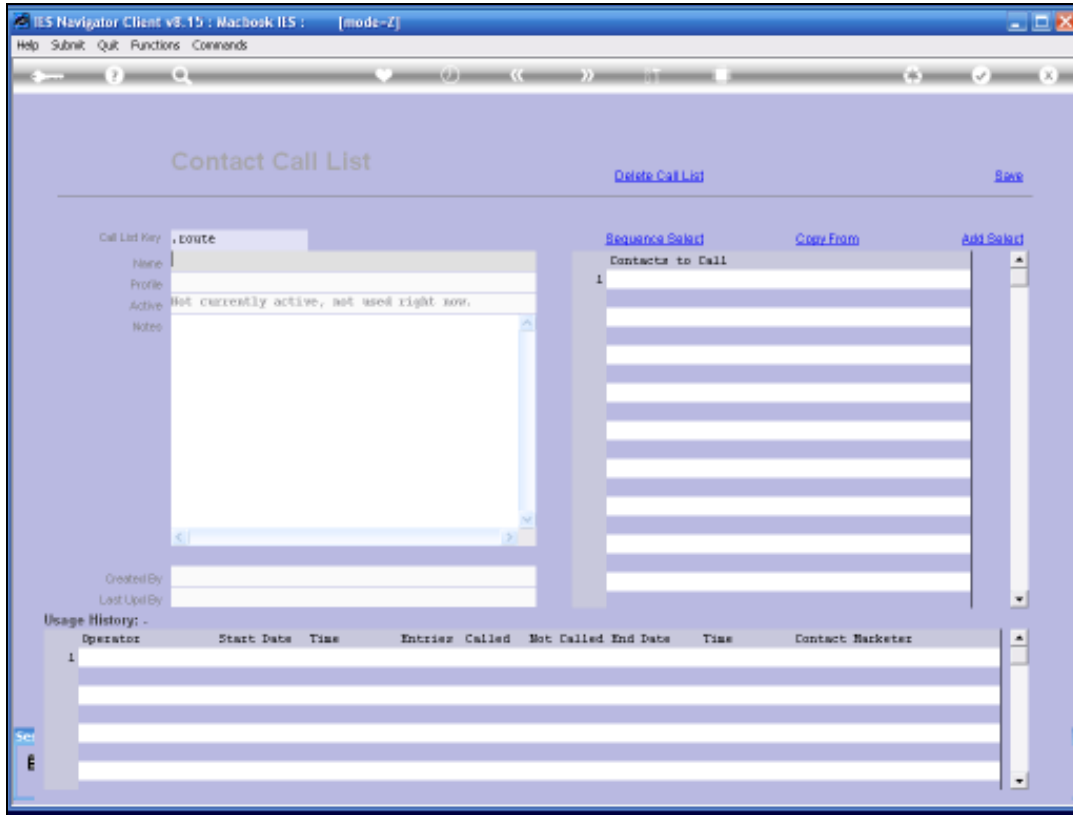 IES Navigator Client v8.15 : Macbook IES : [mode-Z]
Help Submit Quit Functions Commands
Contact Call List
Delete Call List Save
Call List Key .route Sequence Select Copy From Add Select
Name Contacts to Call
Profile 1
Active Not currently active, not used right now.
Notes
Created By
Last Upd By
Usage History: -
Operator Start Date Time Entries Called Not Called End Date Time Contact Marketer
1